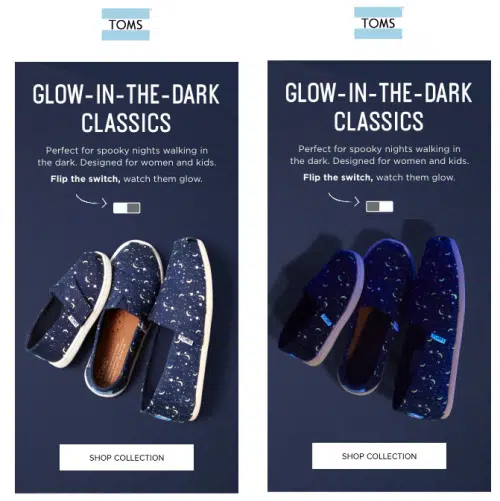 TOMS
GLOW-IN-THE-DARK
CLASSICS
Perfect for spooky nights walking in
the dark. Designed for women and kids.
Flip the switch, watch them glow.
TOMS
SHOP COLLECTION
TOMS
GLOW-IN-THE-DARK
CLASSICS
Perfect for spooky nights walking in
the dark. Designed for women and kids.
Flip the switch, watch them glow.
SHOP COLLECTION